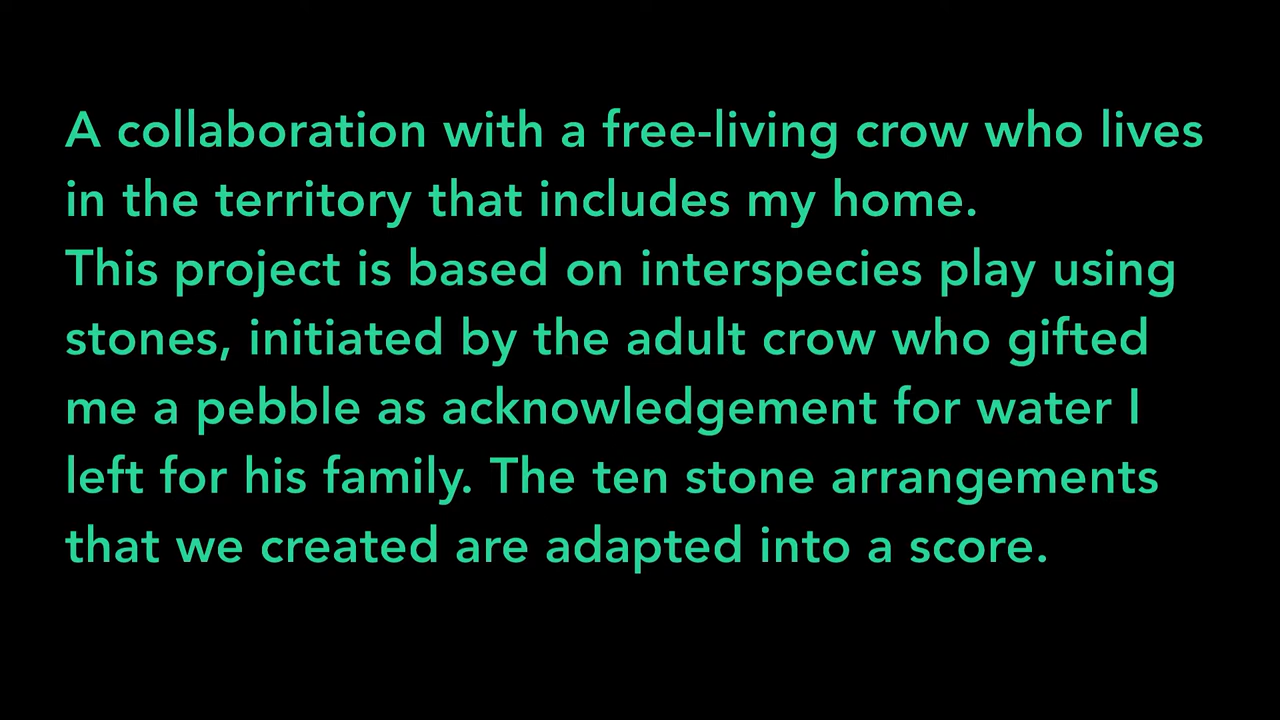 A collaboration with a free-living crow who lives
in the territory that includes my home.
This project is based on interspecies play using
stones, initiated by the adult crow who gifted
me a pebble as acknowledgement for water I
left for his family. The ten stone arrangements
that we created are adapted into a score.